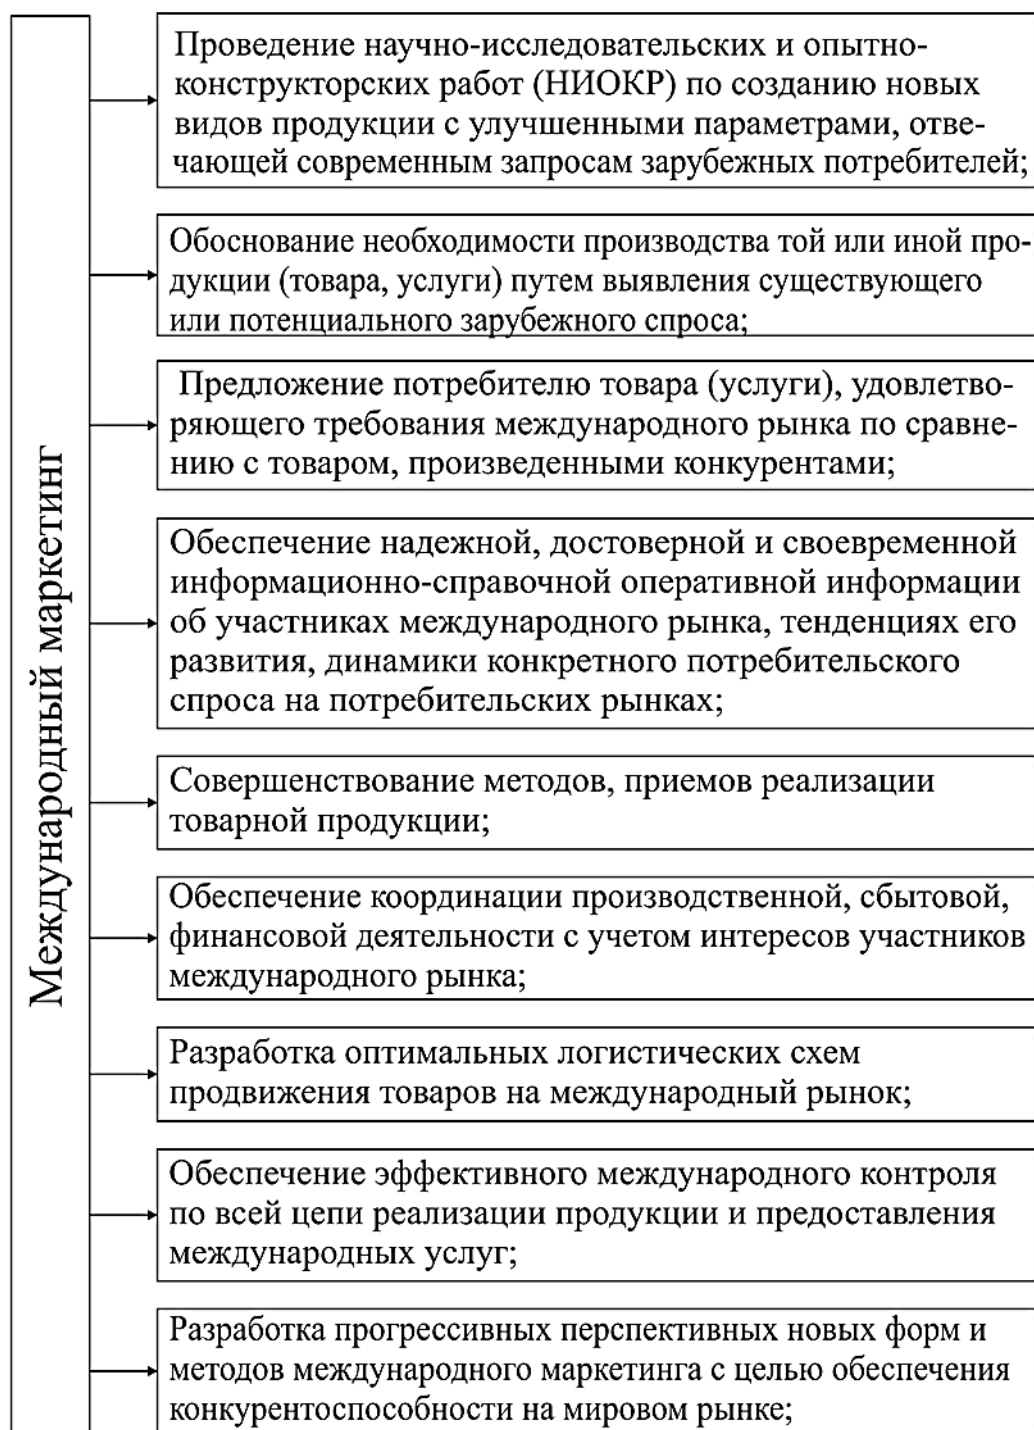 Международный маркетинг
Проведение научно-исследовательских и опытно-
конструкторских работ (НИОКР) по созданию новых
видов продукции с улучшенными параметрами, отве-
чающей современным запросам зарубежных потребителей;
Обоснование необходимости производства той или иной про-
дукции (товара, услуги) путем выявления существующего
или потенциального зарубежного спроса;
Предложение потребителю товара (услуги), удовлетво-
ряющего требования международного рынка по сравне-
нию с товаром, произведенными конкурентами;
Обеспечение надежной, достоверной и своевременной
информационно-справочной оперативной информации
об участниках международного рынка, тенденциях его
развития, динамики конкретного потребительского
спроса на потребительских рынках;
Совершенствование методов, приемов реализации
товарной продукции;
Обеспечение координации производственной, сбытовой,
финансовой деятельности с учетом интересов участников
международного рынка;
Разработка оптимальных логистических схем
продвижения товаров на международный рынок;
Обеспечение эффективного международного контроля
по всей цепи реализации продукции и предоставления
международных услуг;
Разработка прогрессивных перспективных новых форм и
методов международного маркетинга с целью обеспечения
конкурентоспособности на мировом рынке;